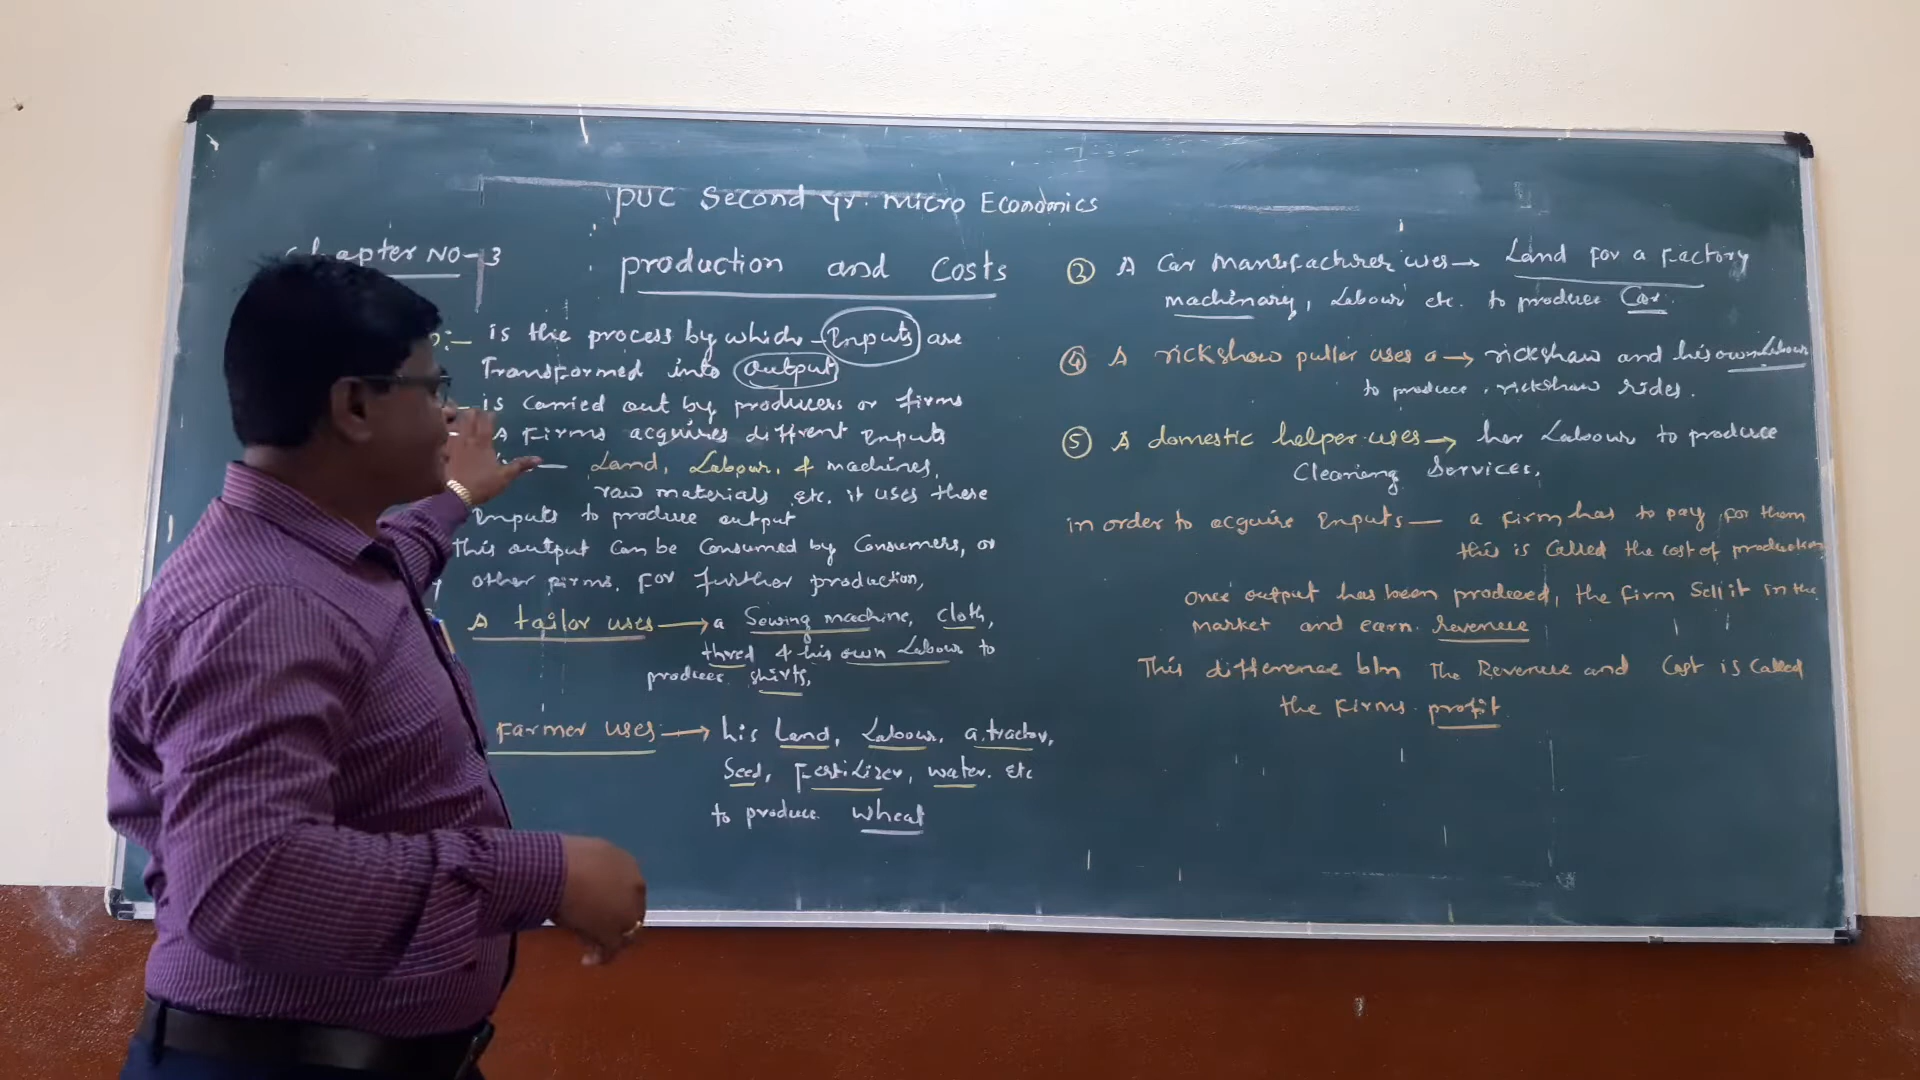 PUC Second yr. Micro Economics
Chapter NO-3
production and Costs
:- is the process by which - Inputs are
Transformed into output
is carried out by producers or firms
A Firms acquires diffrent Inputs
— Land, Labour, & machines,
raw materials etc. it uses these
Inputs to produce output
This output can be Consumed by Consumers, or
other firms. For further production,
A tailor uses → a Sewing machine, cloth,
thred & his own Labour to
produces shirts,
Farmer uses → his Land, Labour, a tractor,
Seed, Fertilizer, water. etc
to produce Wheat
③ A Car Manufacturer uses → Land for a Factory
machinary, Labour etc. to produce Car
④ A rickshaw puller uses a → rickshaw and his own Labour
to produce rickshaw rides.
⑤ A domestic helper uses → her Labour to produce
Cleaning Services.
in order to acquire Inputs — a firm has to pay for them
this is called the cost of production
Once output has been produced, the firm Sell it in the
market and earn Revenue
This difference btn The Revenue and Cost is called
the Firms profit